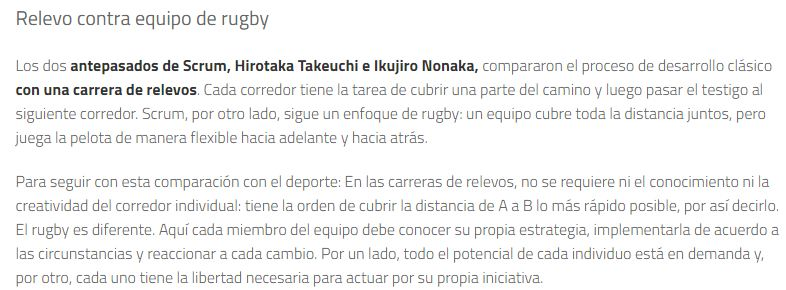 Relevo contra equipo de rugby
Los dos antepasados de Scrum, Hirotaka Takeuchi e Ikujiro Nonaka, compararon el proceso de desarrollo clásico
con una carrera de relevos. Cada corredor tiene la tarea de cubrir una parte del camino y luego pasar el testigo al
siguiente corredor. Scrum, por otro lado, sigue un enfoque de rugby: un equipo cubre toda la distancia juntos, pero
juega la pelota de manera flexible hacia adelante y hacia atrás.
Para seguir con esta comparación con el deporte: En las carreras de relevos, no se requiere ni el conocimiento ni la
creatividad del corredor individual: tiene la orden de cubrir la distancia de A a B lo más rápido posible, por así decirlo.
El rugby es diferente. Aquí cada miembro del equipo debe conocer su propia estrategia, implementarla de acuerdo a
las circunstancias y reaccionar a cada cambio. Por un lado, todo el potencial de cada individuo está en demanda y,
por otro, cada uno tiene la libertad necesaria para actuar por su propia iniciativa.